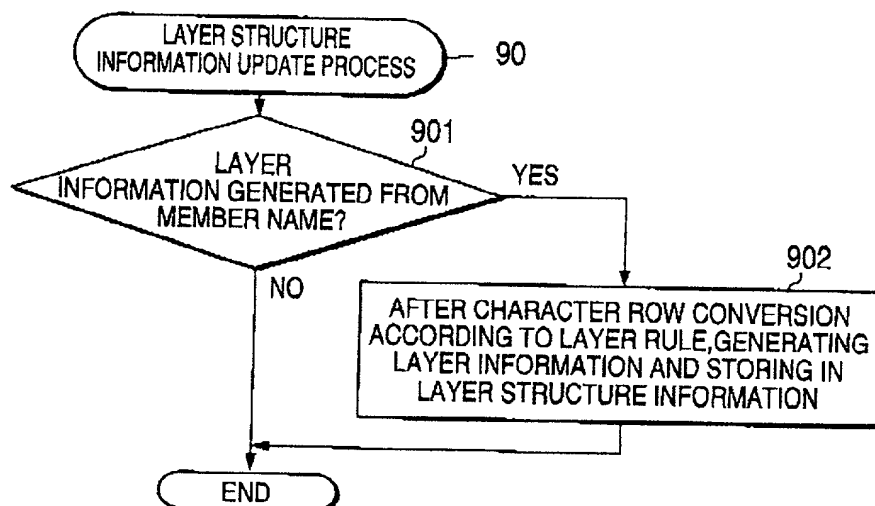 LAYER STRUCTURE
INFORMATION UPDATE PROCESS
90
901
LAYER
INFORMATION GENERATED FROM
MEMBER NAME?
YES
NO
902
AFTER CHARACTER ROW CONVERSION
ACCORDING TO LAYER RULE,GENERATING
LAYER INFORMATION AND STORING IN
LAYER STRUCTURE INFORMATION
END